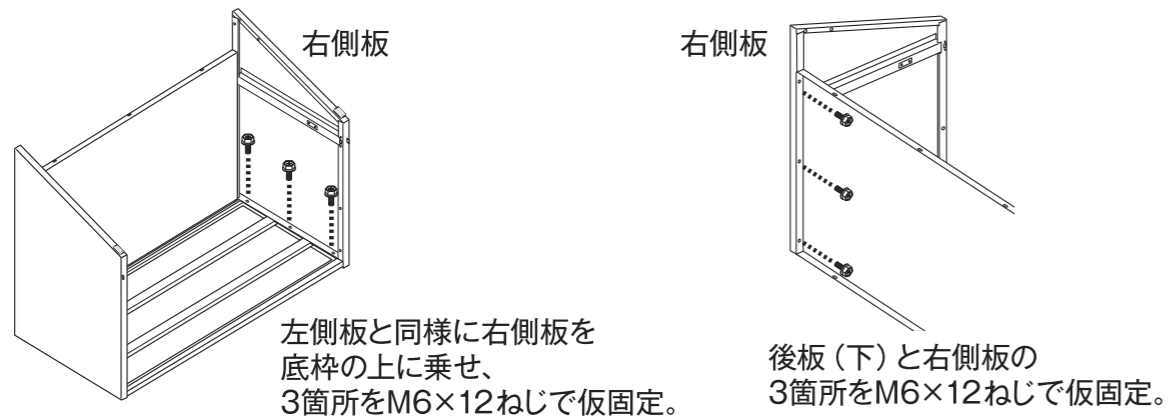 右側板
左側板と同様に右側板を
底枠の上に乗せ、
3箇所をM6×12ねじで仮固定。
右側板
後板（下）と右側板の
3箇所をM6×12ねじで仮固定。